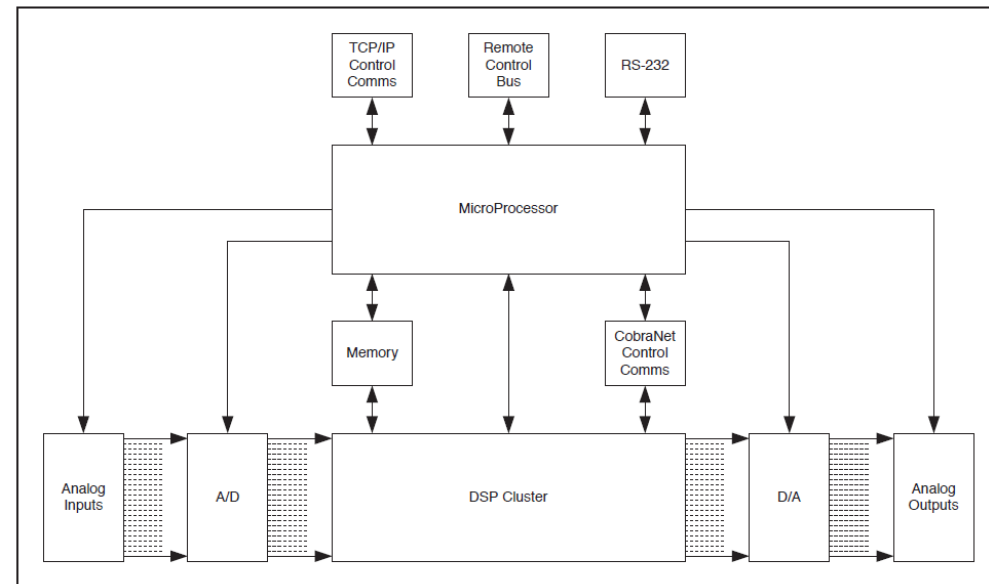 TCP/IP
Control
Comms
Remote
Control
Bus
RS-232
MicroProcessor
Memory
CobraNet
Control
Comms
Analog
Inputs
A/D
DSP Cluster
D/A
Analog
Outputs